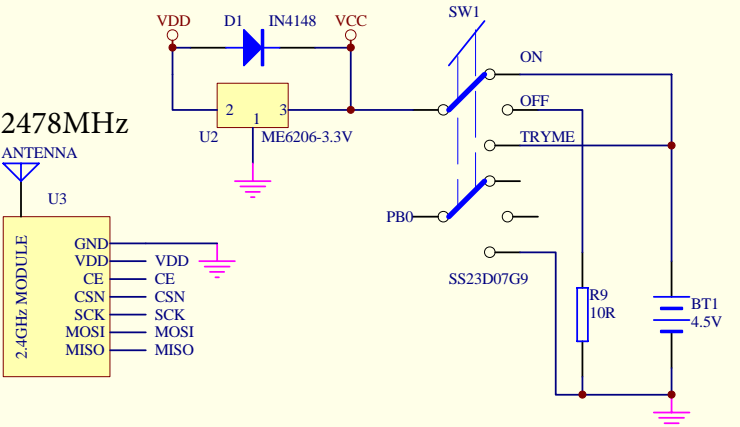 SW1
VDD
D1
IN4148
VCC
ON
2
3
1
OFF
2478MHz
U2
ME6206-3.3V
TRYME
ANTENNA
U3
PB0
GND
VDD
VDD
CE
CE
CSN
CSN
SCK
SCK
MOSI
MOSI
MISO
MISO
2.4GHz MODULE
SS23D07G9
R9
10R
BT1
4.5V